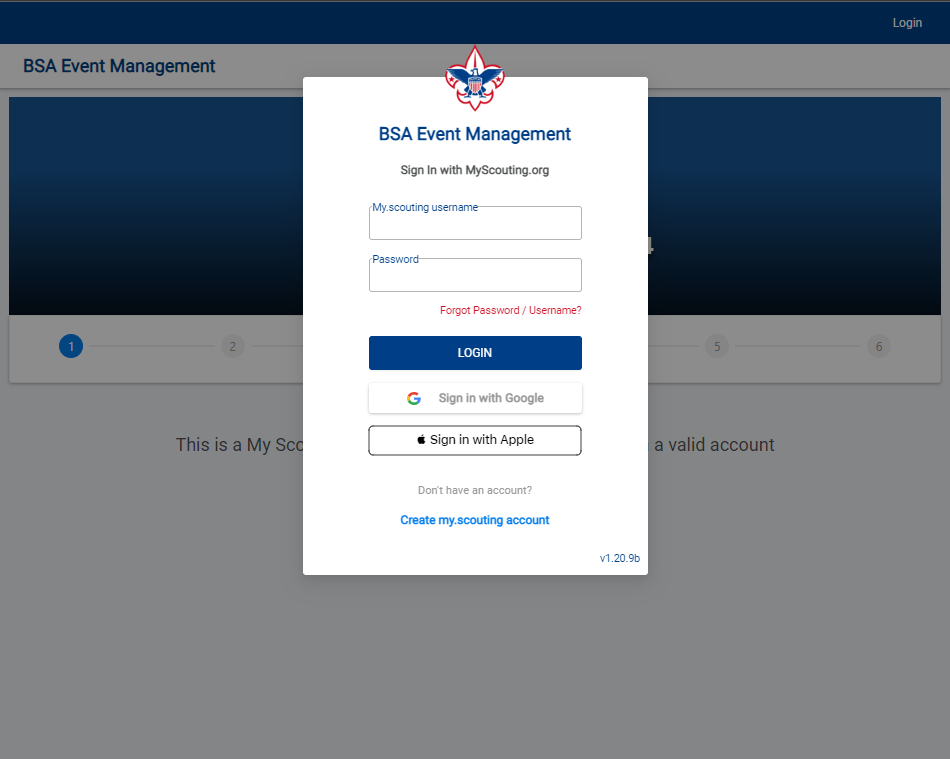 Login
BSA Event Management
BSA Event Management
Sign In with MyScouting.org
My.scouting username
Password
Forgot Password / Username?
LOGIN
1
2
5
6
Sign in with Google
Sign in with Apple
This is a My
a valid account
Don't have an account?
Create my.scouting account
v1.20.9b